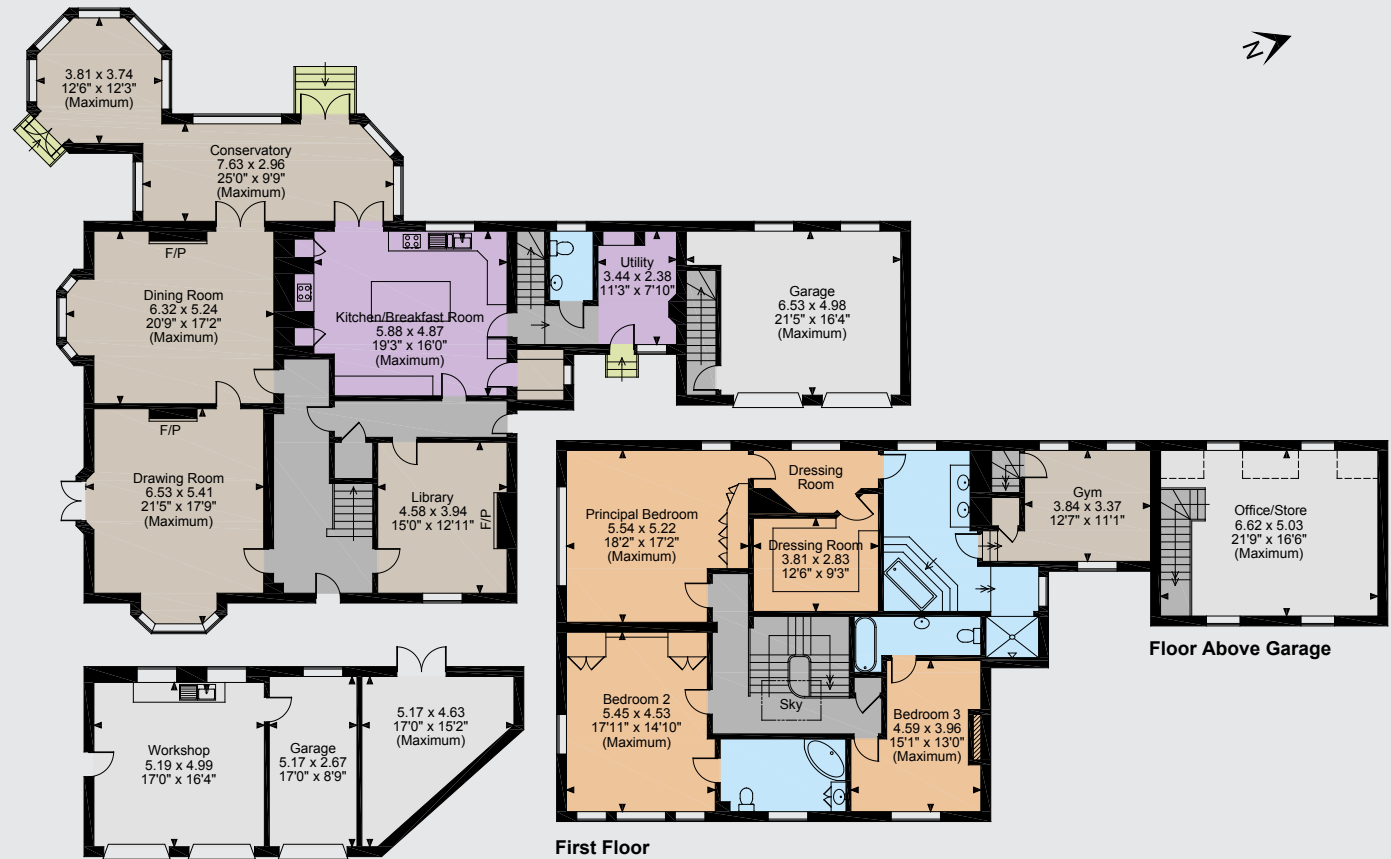 3.81 x 3.74
12'6" x 12'3"
(Maximum)
N
Conservatory
7.63 x 2.96
25'0" x 9'9"
(Maximum)
F/P
Dining Room
6.32 x 5.24
20'9" x 17'2"
(Maximum)
Kitchen/Breakfast Room
5.88 x 4.87
19'3" x 16'0"
(Maximum)
Utility
3.44 x 2.38
11'3" x 7'10"
Garage
6.53 x 4.98
21'5" x 16'4"
(Maximum)
F/P
Drawing Room
6.53 x 5.41
21'5" x 17'9"
(Maximum)
Library
4.58 x 3.94
15'0" x 12'11"
F/P
Principal Bedroom
5.54 x 5.22
18'2" x 17'2"
(Maximum)
Dressing
Room
Dressing Room
3.81 x 2.83
12'6" x 9'3"
Gym
3.84 x 3.37
12'7" x 11'1"
Office/Store
6.62 x 5.03
21'9" x 16'6"
(Maximum)
Floor Above Garage
Bedroom 2
5.45 x 4.53
17'11" x 14'10"
(Maximum)
Sky
Bedroom 3
4.59 x 3.96
15'1" x 13'0"
(Maximum)
First Floor
Workshop
5.19 x 4.99
17'0" x 16'4"
Garage
5.17 x 2.67
17'0" x 8'9"
5.17 x 4.63
17'0" x 15'2"
(Maximum)